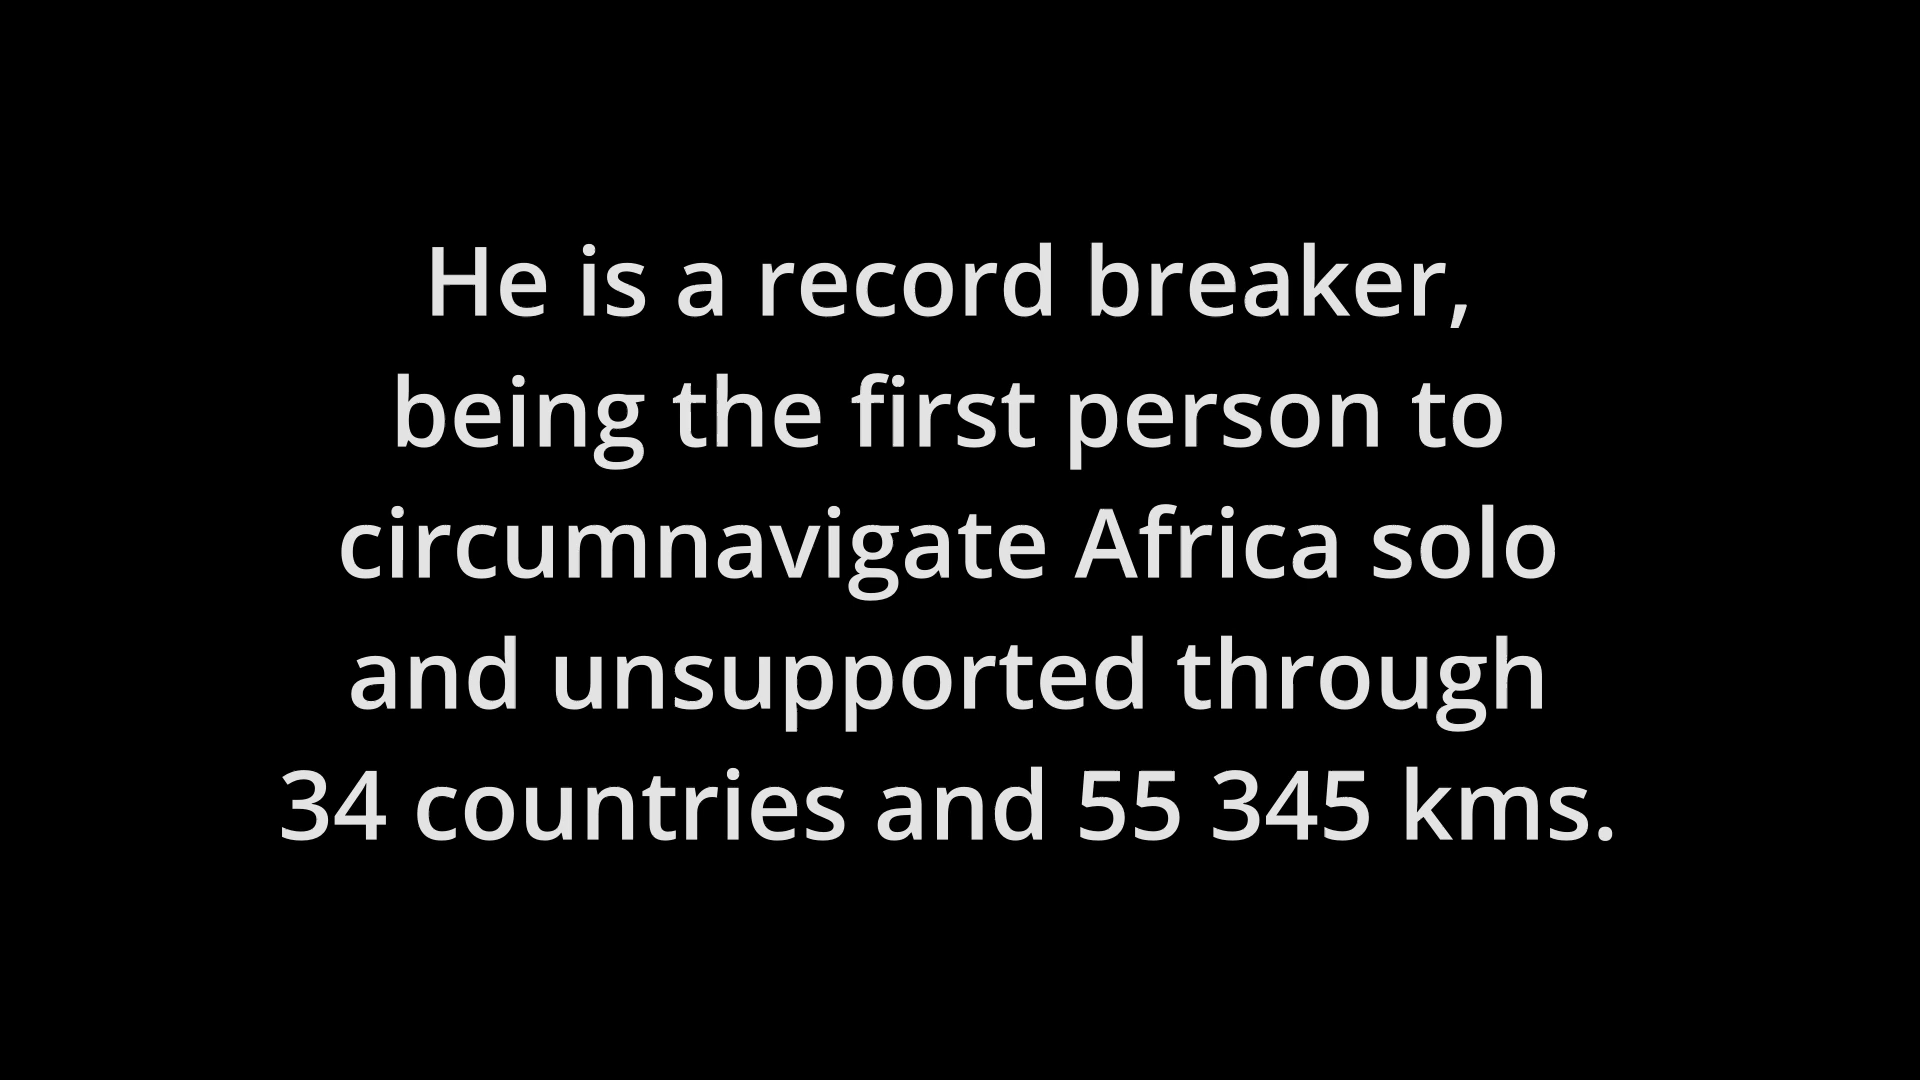 He is a record breaker,
being the first person to
circumnavigate Africa solo
and unsupported through
34 countries and 55 345 kms.